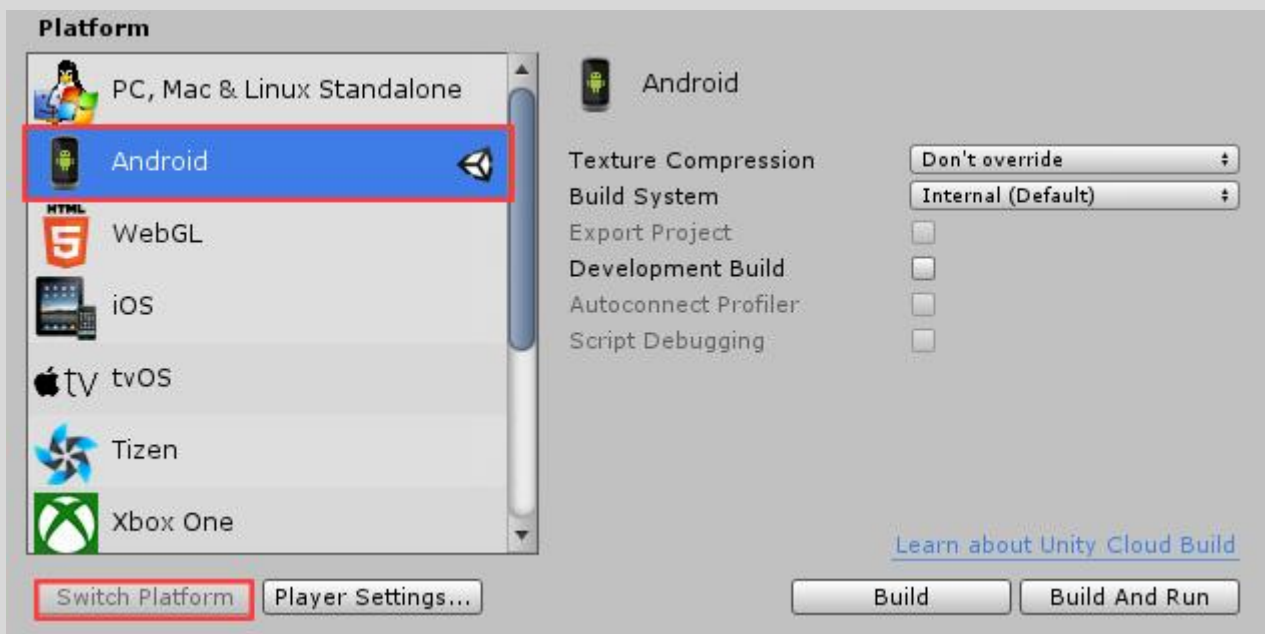 Platform
PC, Mac & Linux Standalone
Android
HTML
5
WebGL
iOS
tv tvOS
Tizen
Xbox One
Switch Platform
Player Settings...
Android
Texture Compression Don't override
Build System Internal (Default)
Export Project
Development Build
Autoconnect Profiler
Script Debugging
Learn about Unity Cloud Build
Build Build And Run